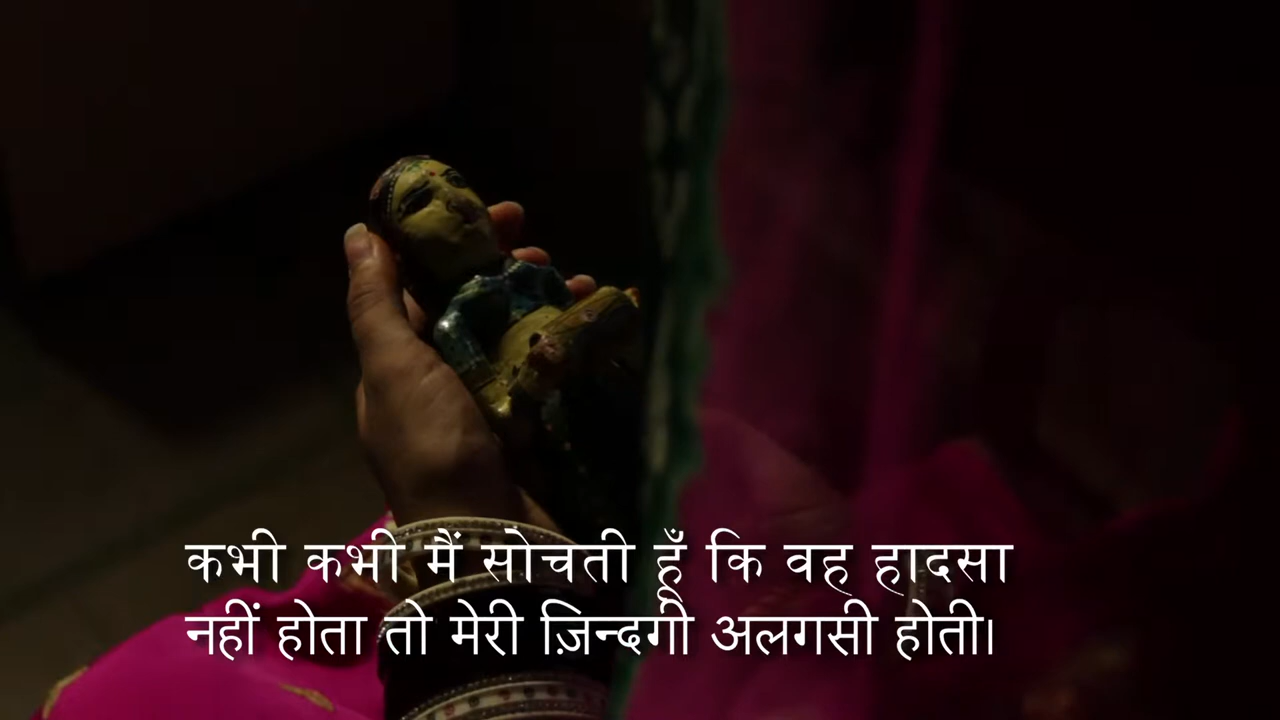 कभी कभी मैं सोचती हूँ कि वह हादसा
नहीं होता तो मेरी ज़िन्दगी अलगसी होती।